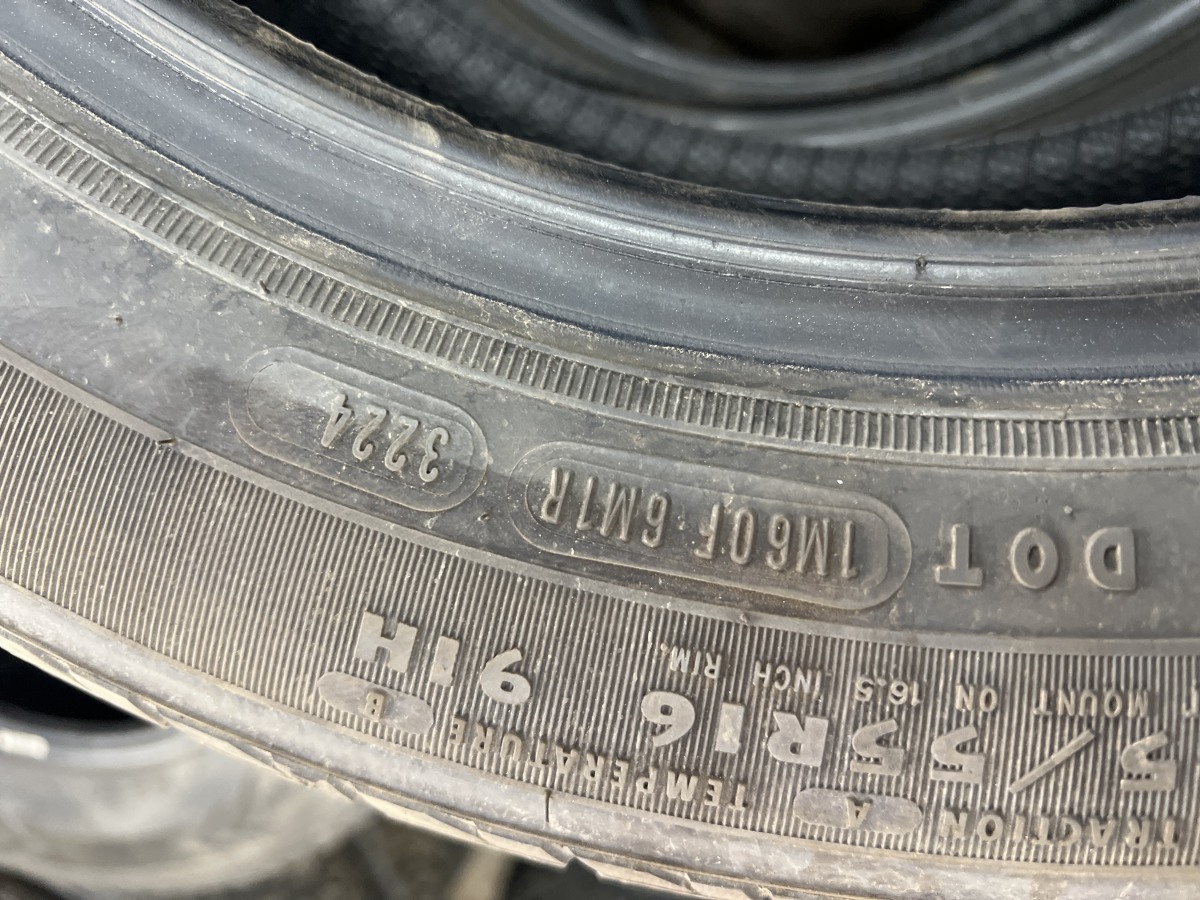 DOT 1M60F 6M1R 3224
5/55R16 91H
MOUNT ON 16.5 INCH RIM.
TRACTION A TEMPERATURE B